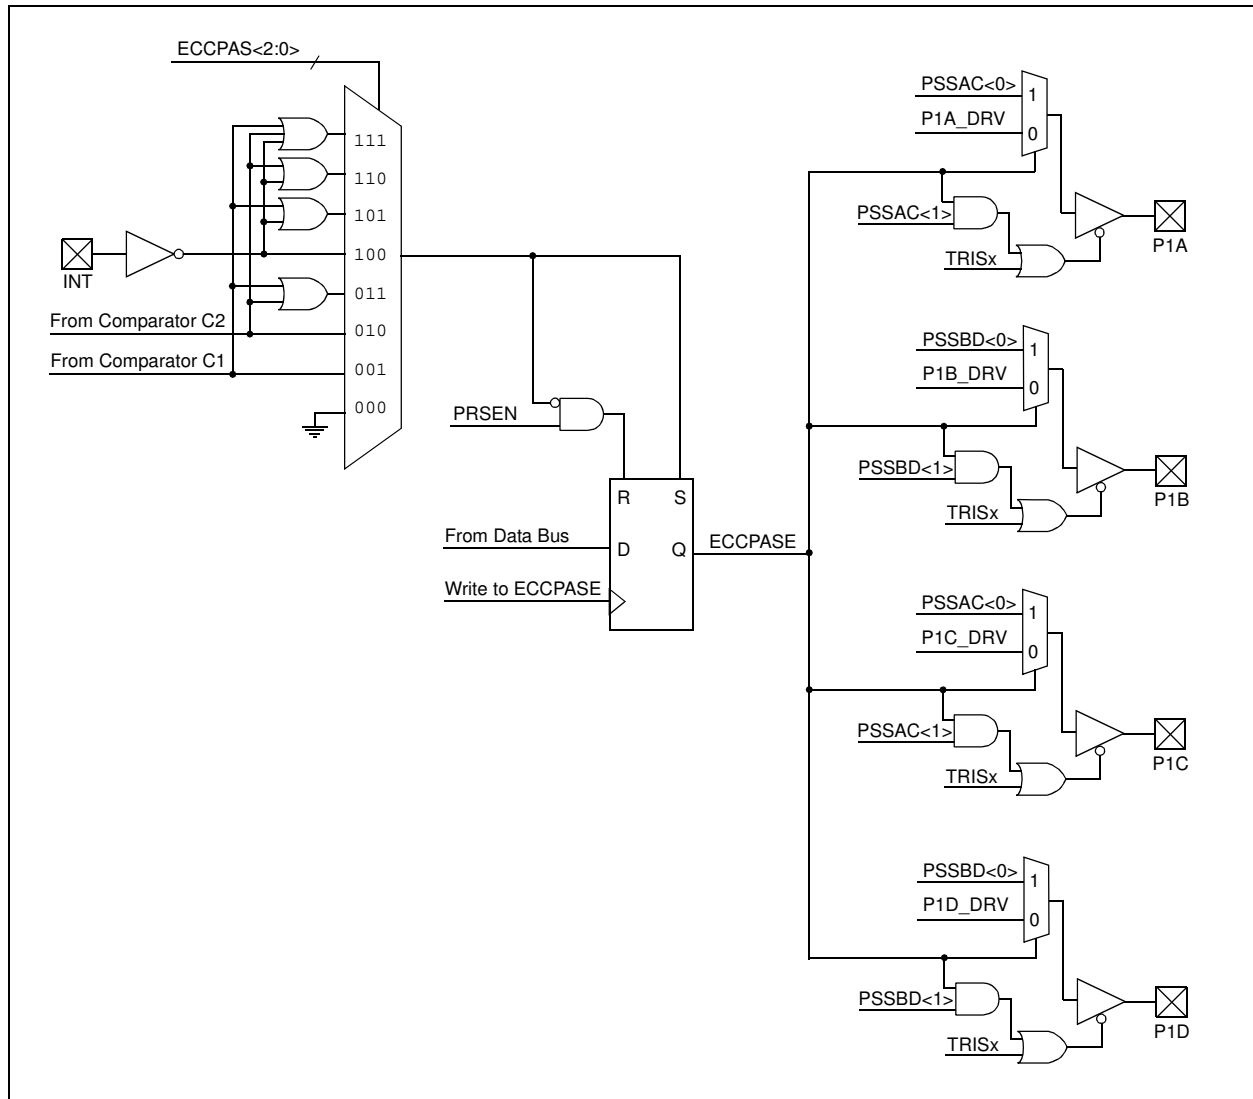 ECCPAS<2:0>
111
110
101
100
011
010
001
000
INT
From Comparator C2
From Comparator C1
PRSEN
R S
From Data Bus
D Q
ECCPASE
Write to ECCPASE
PSSAC<0>
1
P1A_DRV
0
PSSAC<1>
TRISx
P1A
PSSBD<0>
1
P1B_DRV
0
PSSBD<1>
TRISx
P1B
PSSAC<0>
1
P1C_DRV
0
PSSAC<1>
TRISx
P1C
PSSBD<0>
1
P1D_DRV
0
PSSBD<1>
TRISx
P1D